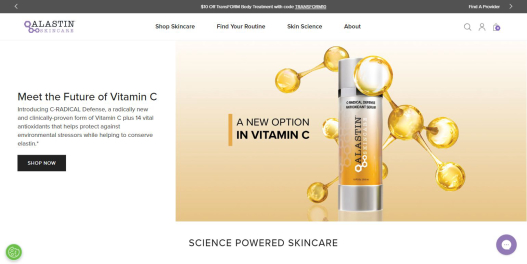 $10 Off TransFORM Body Treatment with code TRANSFORM10
Find A Provider
ALASTIN
SKINCARE
Shop Skincare
Find Your Routine
Skin Science
About
Meet the Future of Vitamin C
Introducing C-RADICAL Defense, a radically new
and clinically-proven form of Vitamin C plus 14 vital
antioxidants that helps protect against
environmental stressors while helping to conserve
elastin.*
SHOP NOW
A NEW OPTION
IN VITAMIN C
C-RADICAL DEFENSE
ANTIOXIDANT SERUM
ALASTIN
SKINCARE
SCIENCE POWERED SKINCARE